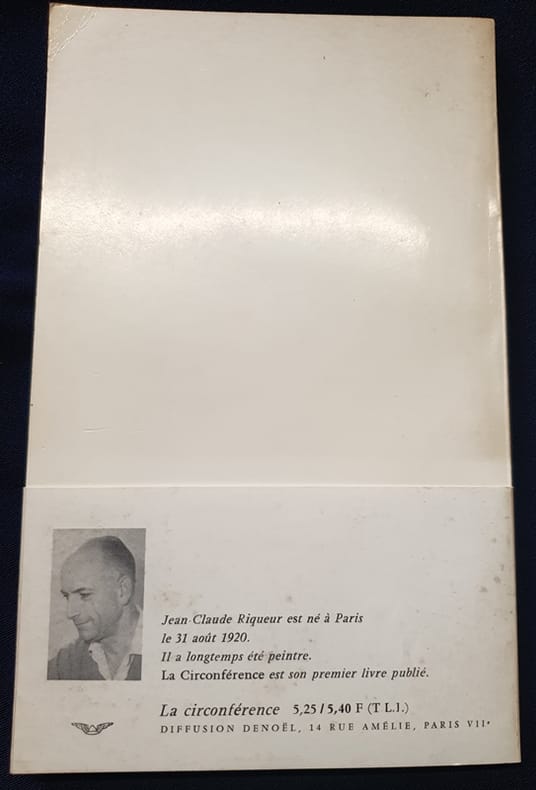 Jean-Claude Riqueur est né à Paris
le 31 août 1920.
Il a longtemps été peintre.
La Circonférence est son premier livre publié.
La circonférence 5,25 / 5,40 F (T L.I.)
DIFFUSION DENOËL, 14 RUE AMÉLIE, PARIS VIIe